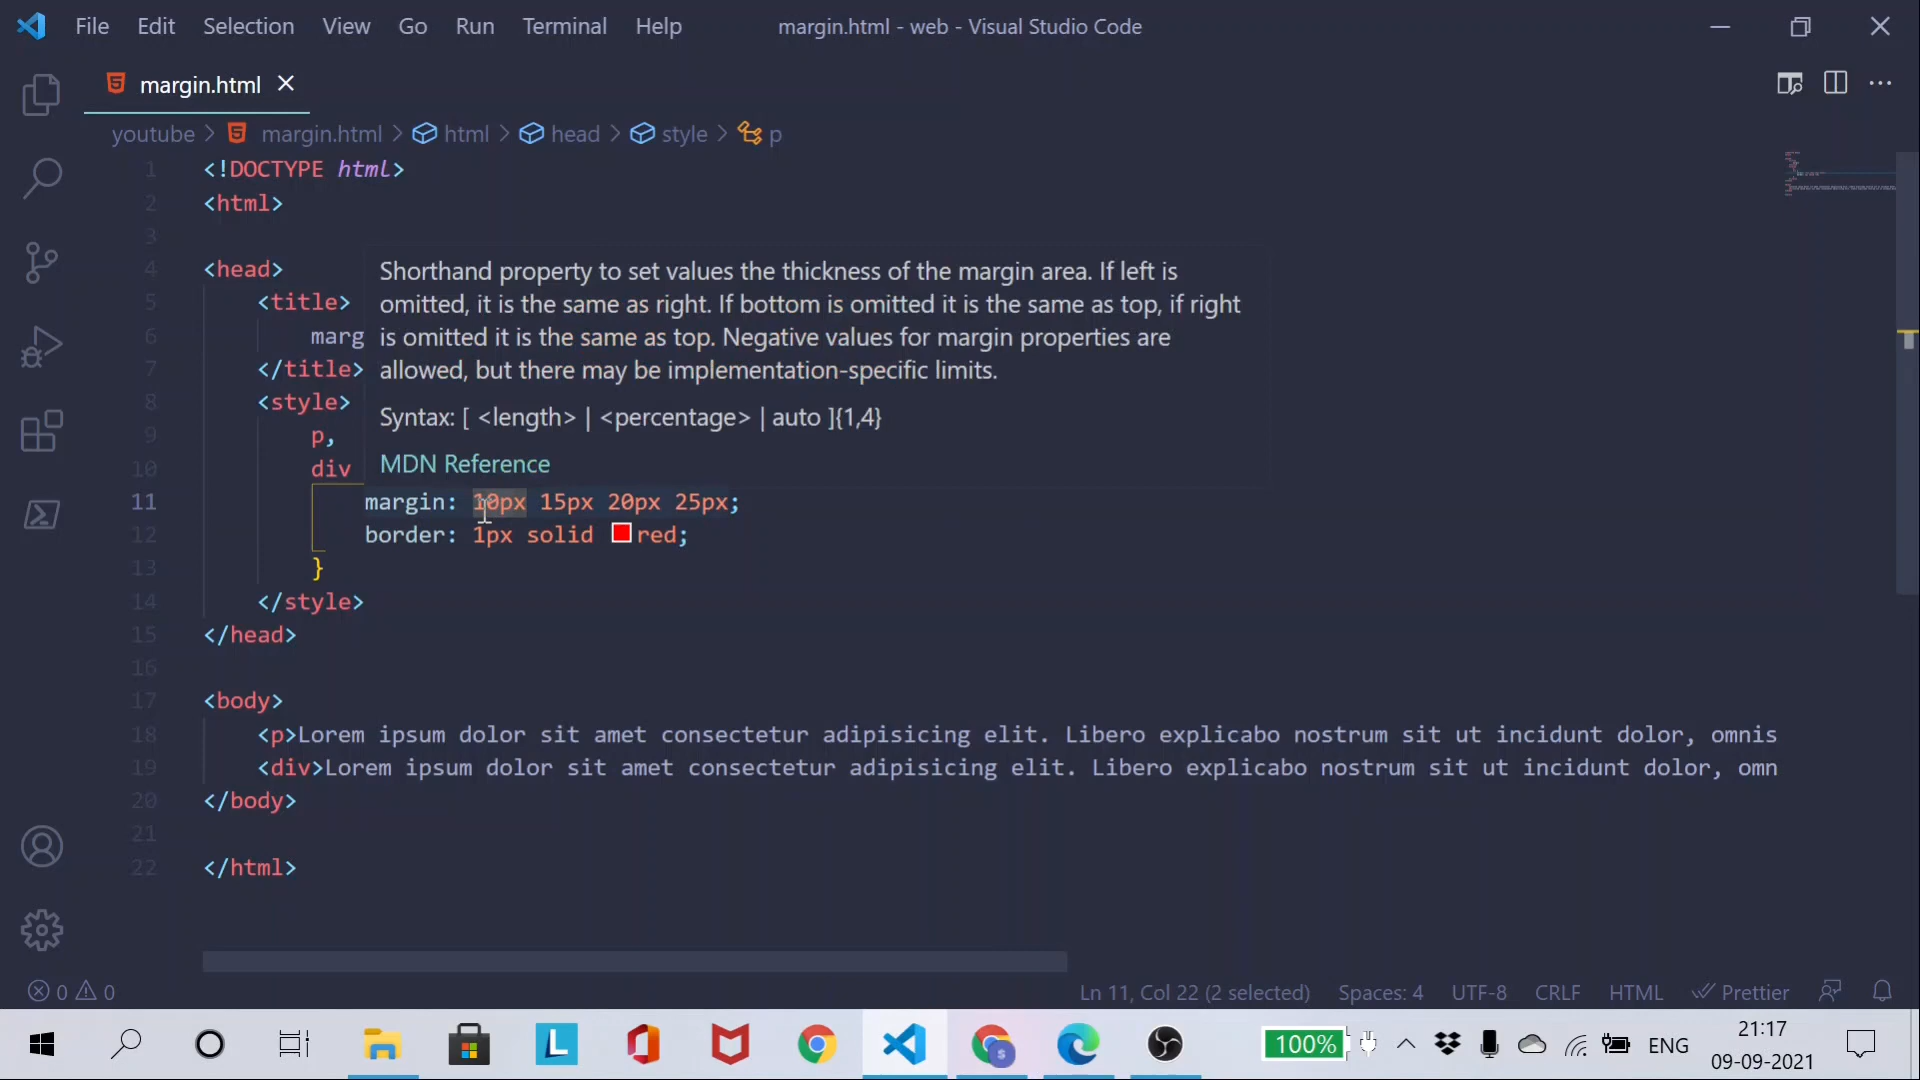 File Edit Selection View Go Run Terminal Help margin.html - web - Visual Studio Code
margin.html
youtube > margin.html > html > head > style > p
1 <!DOCTYPE html>
2 <html>
3
4 <head>
Shorthand property to set values the thickness of the margin area. If left is
5 <title> omitted, it is the same as right. If bottom is omitted it is the same as top, if right
6 marg is omitted it is the same as top. Negative values for margin properties are
7 </title> allowed, but there may be implementation-specific limits.
8 <style> Syntax: [ <length> | <percentage> | auto ]{1,4}
9 p,
10 div MDN Reference
11 margin: 10px 15px 20px 25px;
12 border: 1px solid red;
13 }
14 </style>
15 </head>
16
17 <body>
18 <p>Lorem ipsum dolor sit amet consectetur adipisicing elit. Libero explicabo nostrum sit ut incidunt dolor, omnis
19 <div>Lorem ipsum dolor sit amet consectetur adipisicing elit. Libero explicabo nostrum sit ut incidunt dolor, omn
20 </body>
21
22 </html>
0 0 Ln 11, Col 22 (2 selected) Spaces: 4 UTF-8 CRLF HTML Prettier
L 100% ENG 21:17
09-09-2021